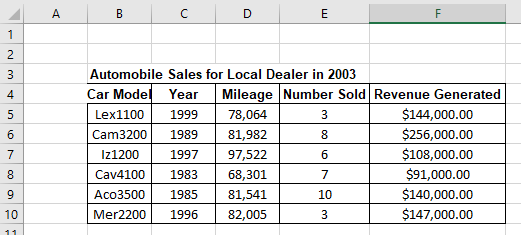 A B C D E F
1
2
3 Automobile Sales for Local Dealer in 2003
4 Car Model Year Mileage Number Sold Revenue Generated
5 Lex1100 1999 78,064 3 $144,000.00
6 Cam3200 1989 81,982 8 $256,000.00
7 Iz1200 1997 97,522 6 $108,000.00
8 Cav4100 1983 68,301 7 $91,000.00
9 Aco3500 1985 81,541 10 $140,000.00
10 Mer2200 1996 82,005 3 $147,000.00
11